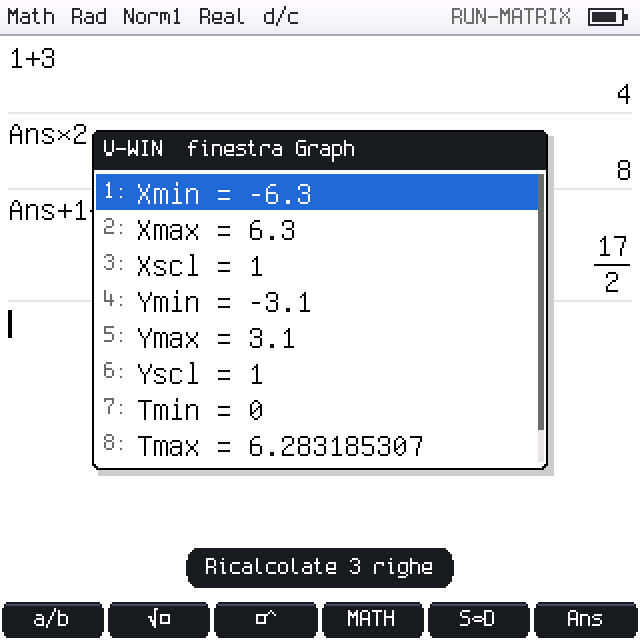 Math Rad Norm1 Real d/c RUN-MATRIX
1+3
4
Ans×2
8
Ans+1
17
2
V-WIN finestra Graph
1: Xmin = -6.3
2: Xmax = 6.3
3: Xscl = 1
4: Ymin = -3.1
5: Ymax = 3.1
6: Yscl = 1
7: Tmin = 0
8: Tmax = 6.283185307
Ricalcolate 3 righe
a/b √▫ ▫^ MATH S=D Ans